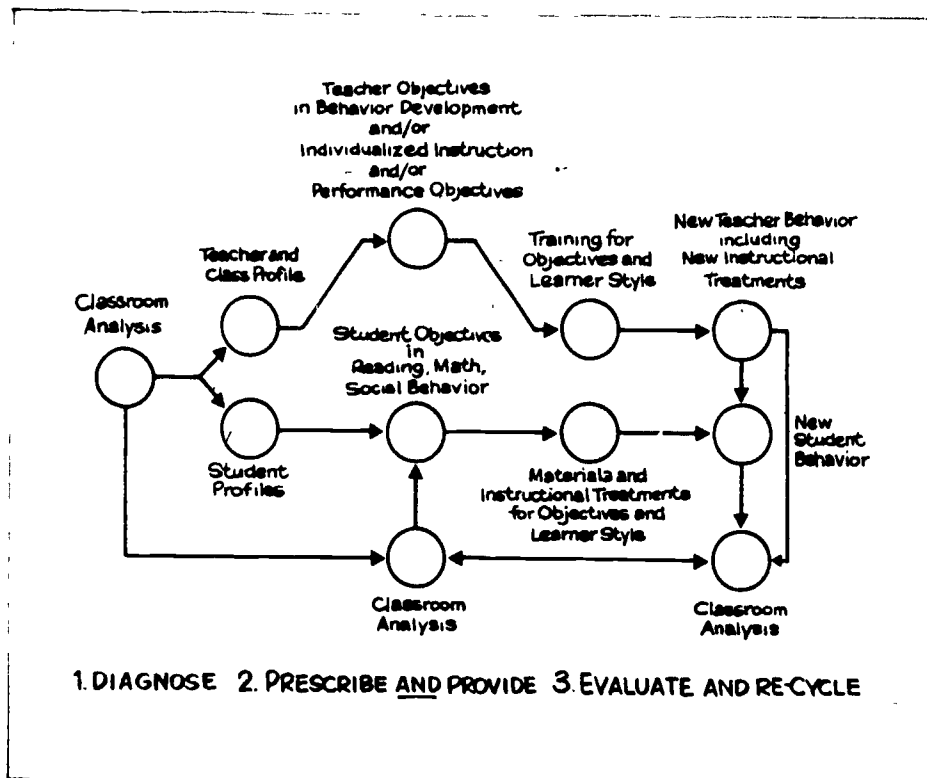 Teacher Objectives
in Behavior Development
and/or
Individualized Instruction
and/or
Performance Objectives
Teacher and
Class Profile
Training for
Objectives and
Learner Style
New Teacher Behavior
including
New Instructional
Treatments
Classroom
Analysis
Student Objectives
in
Reading, Math,
Social Behavior
Student
Profiles
Materials and
Instructional Treatments
for Objectives and
Learner Style
New
Student
Behavior
Classroom
Analysis
Classroom
Analysis
1. DIAGNOSE 2. PRESCRIBE AND PROVIDE 3. EVALUATE AND RE-CYCLE